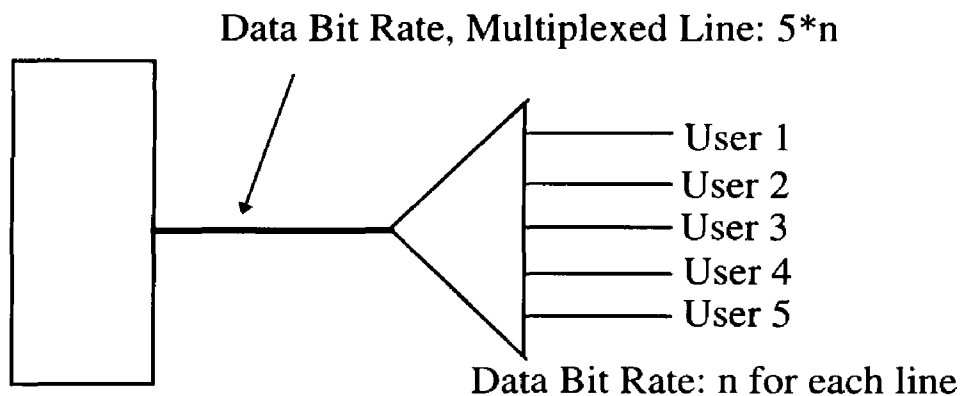 Data Bit Rate, Multiplexed Line: 5*n
User 1
User 2
User 3
User 4
User 5
Data Bit Rate: n for each line